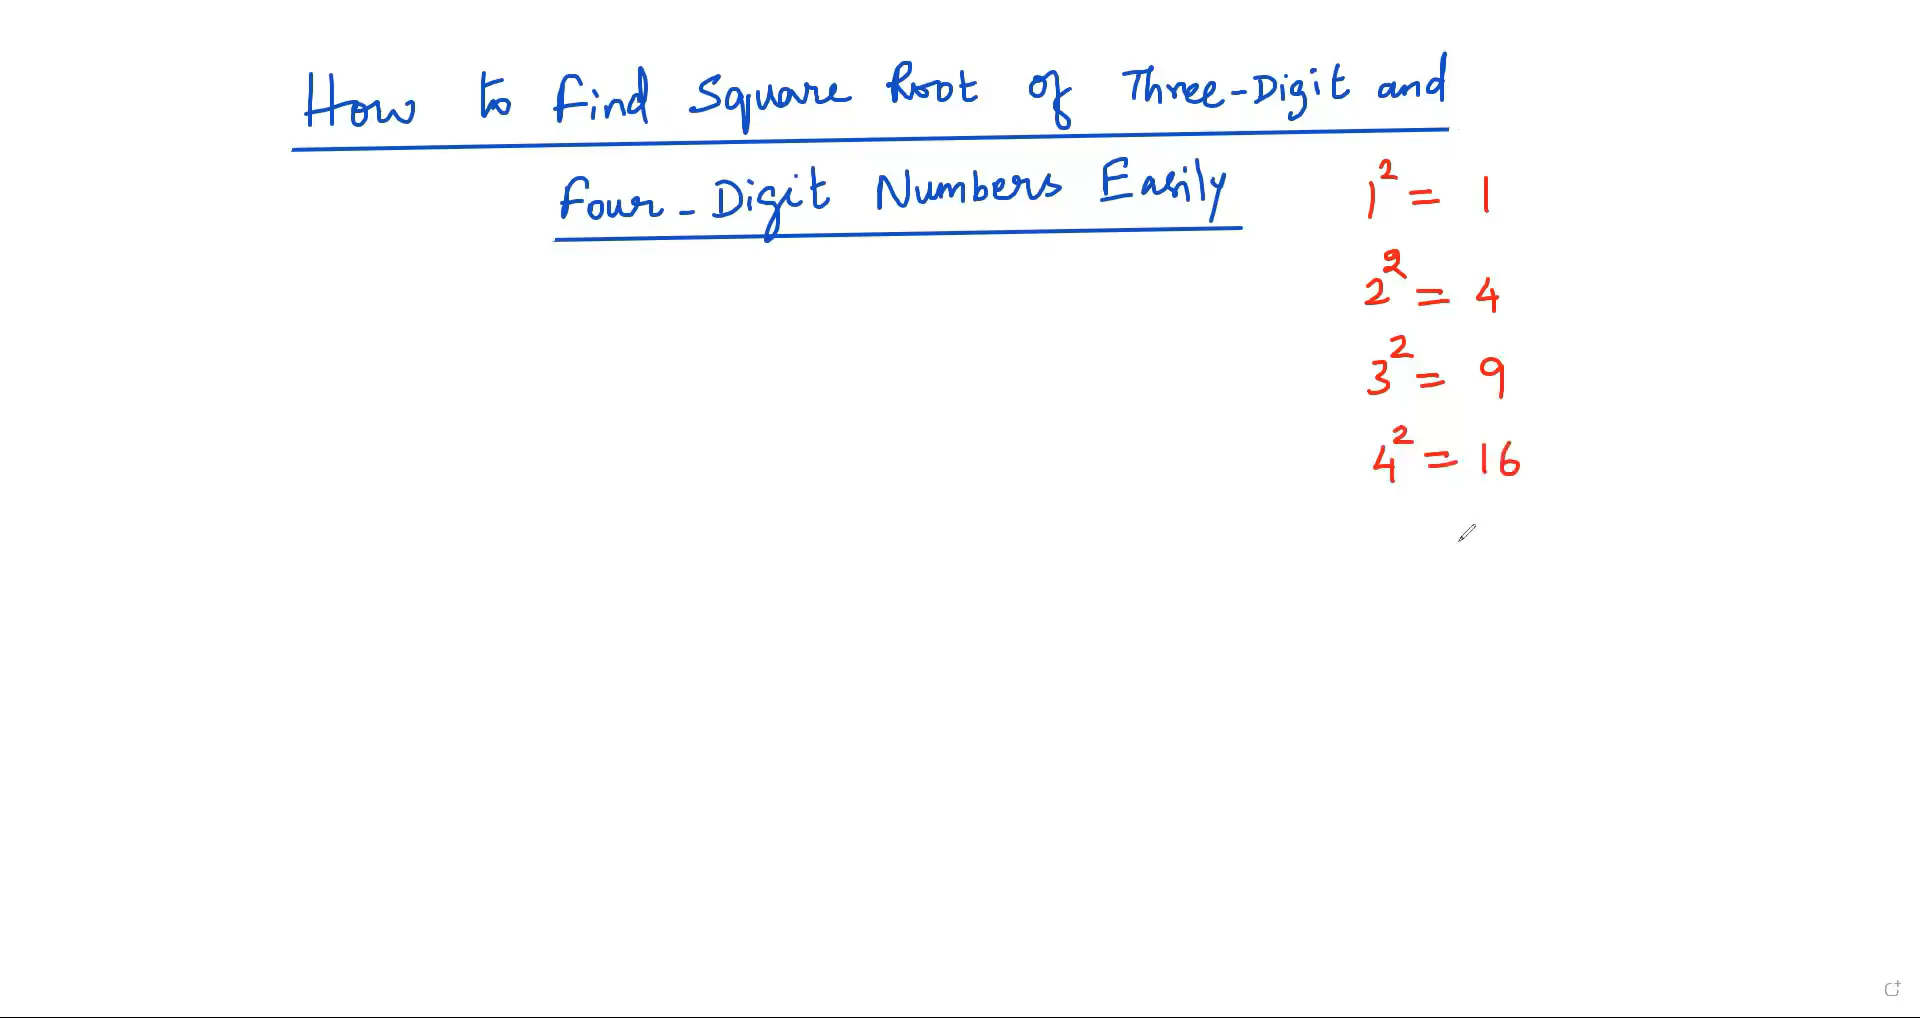 How to Find Square Root of Three-Digit and
Four-Digit Numbers Easily
1² = 1
2² = 4
3² = 9
4² = 16